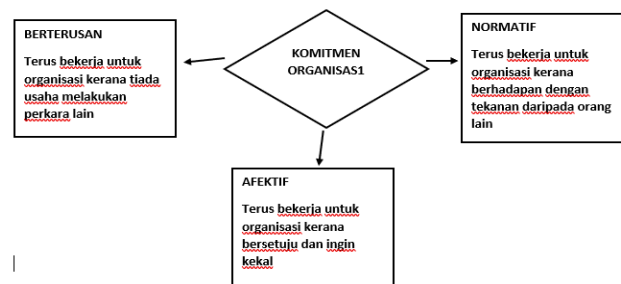 BERTERUSAN
Terus bekerja untuk
organisasi kerana tiada
usaha melakukan
perkara lain
KOMITMEN
ORGANISAS1
NORMATIF
Terus bekerja untuk
organisasi kerana
berhadapan dengan
tekanan daripada orang
lain
AFEKTIF
Terus bekerja untuk
organisasi kerana
bersetuju dan ingin
kekal